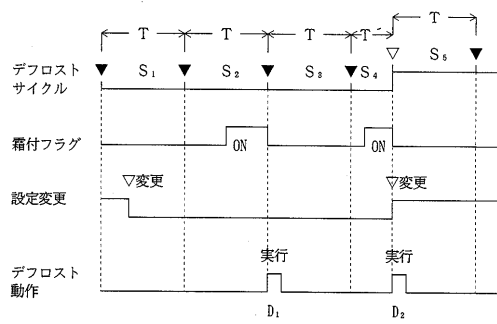 T T T T´ T
デフロスト
サイクル
S₁ S₂ S₃ S₄ S₅
霜付フラグ
ON ON
設定変更
▽変更 ▽変更
デフロスト
動作
実行 実行
D₁ D₂